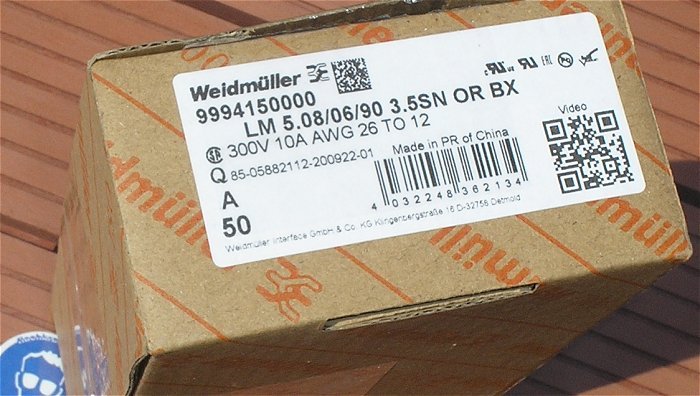 Weidmüller
9994150000
LM 5.08/06/90 3.5SN OR BX
300V 10A AWG 26 TO 12
Q 85-05882112-200922-01
Made in PR of China
A
50
4 032248 362134
Weidmüller Interface GmbH & Co. KG Klingenbergstraße 16 D-32758 Detmold
Video
EAC